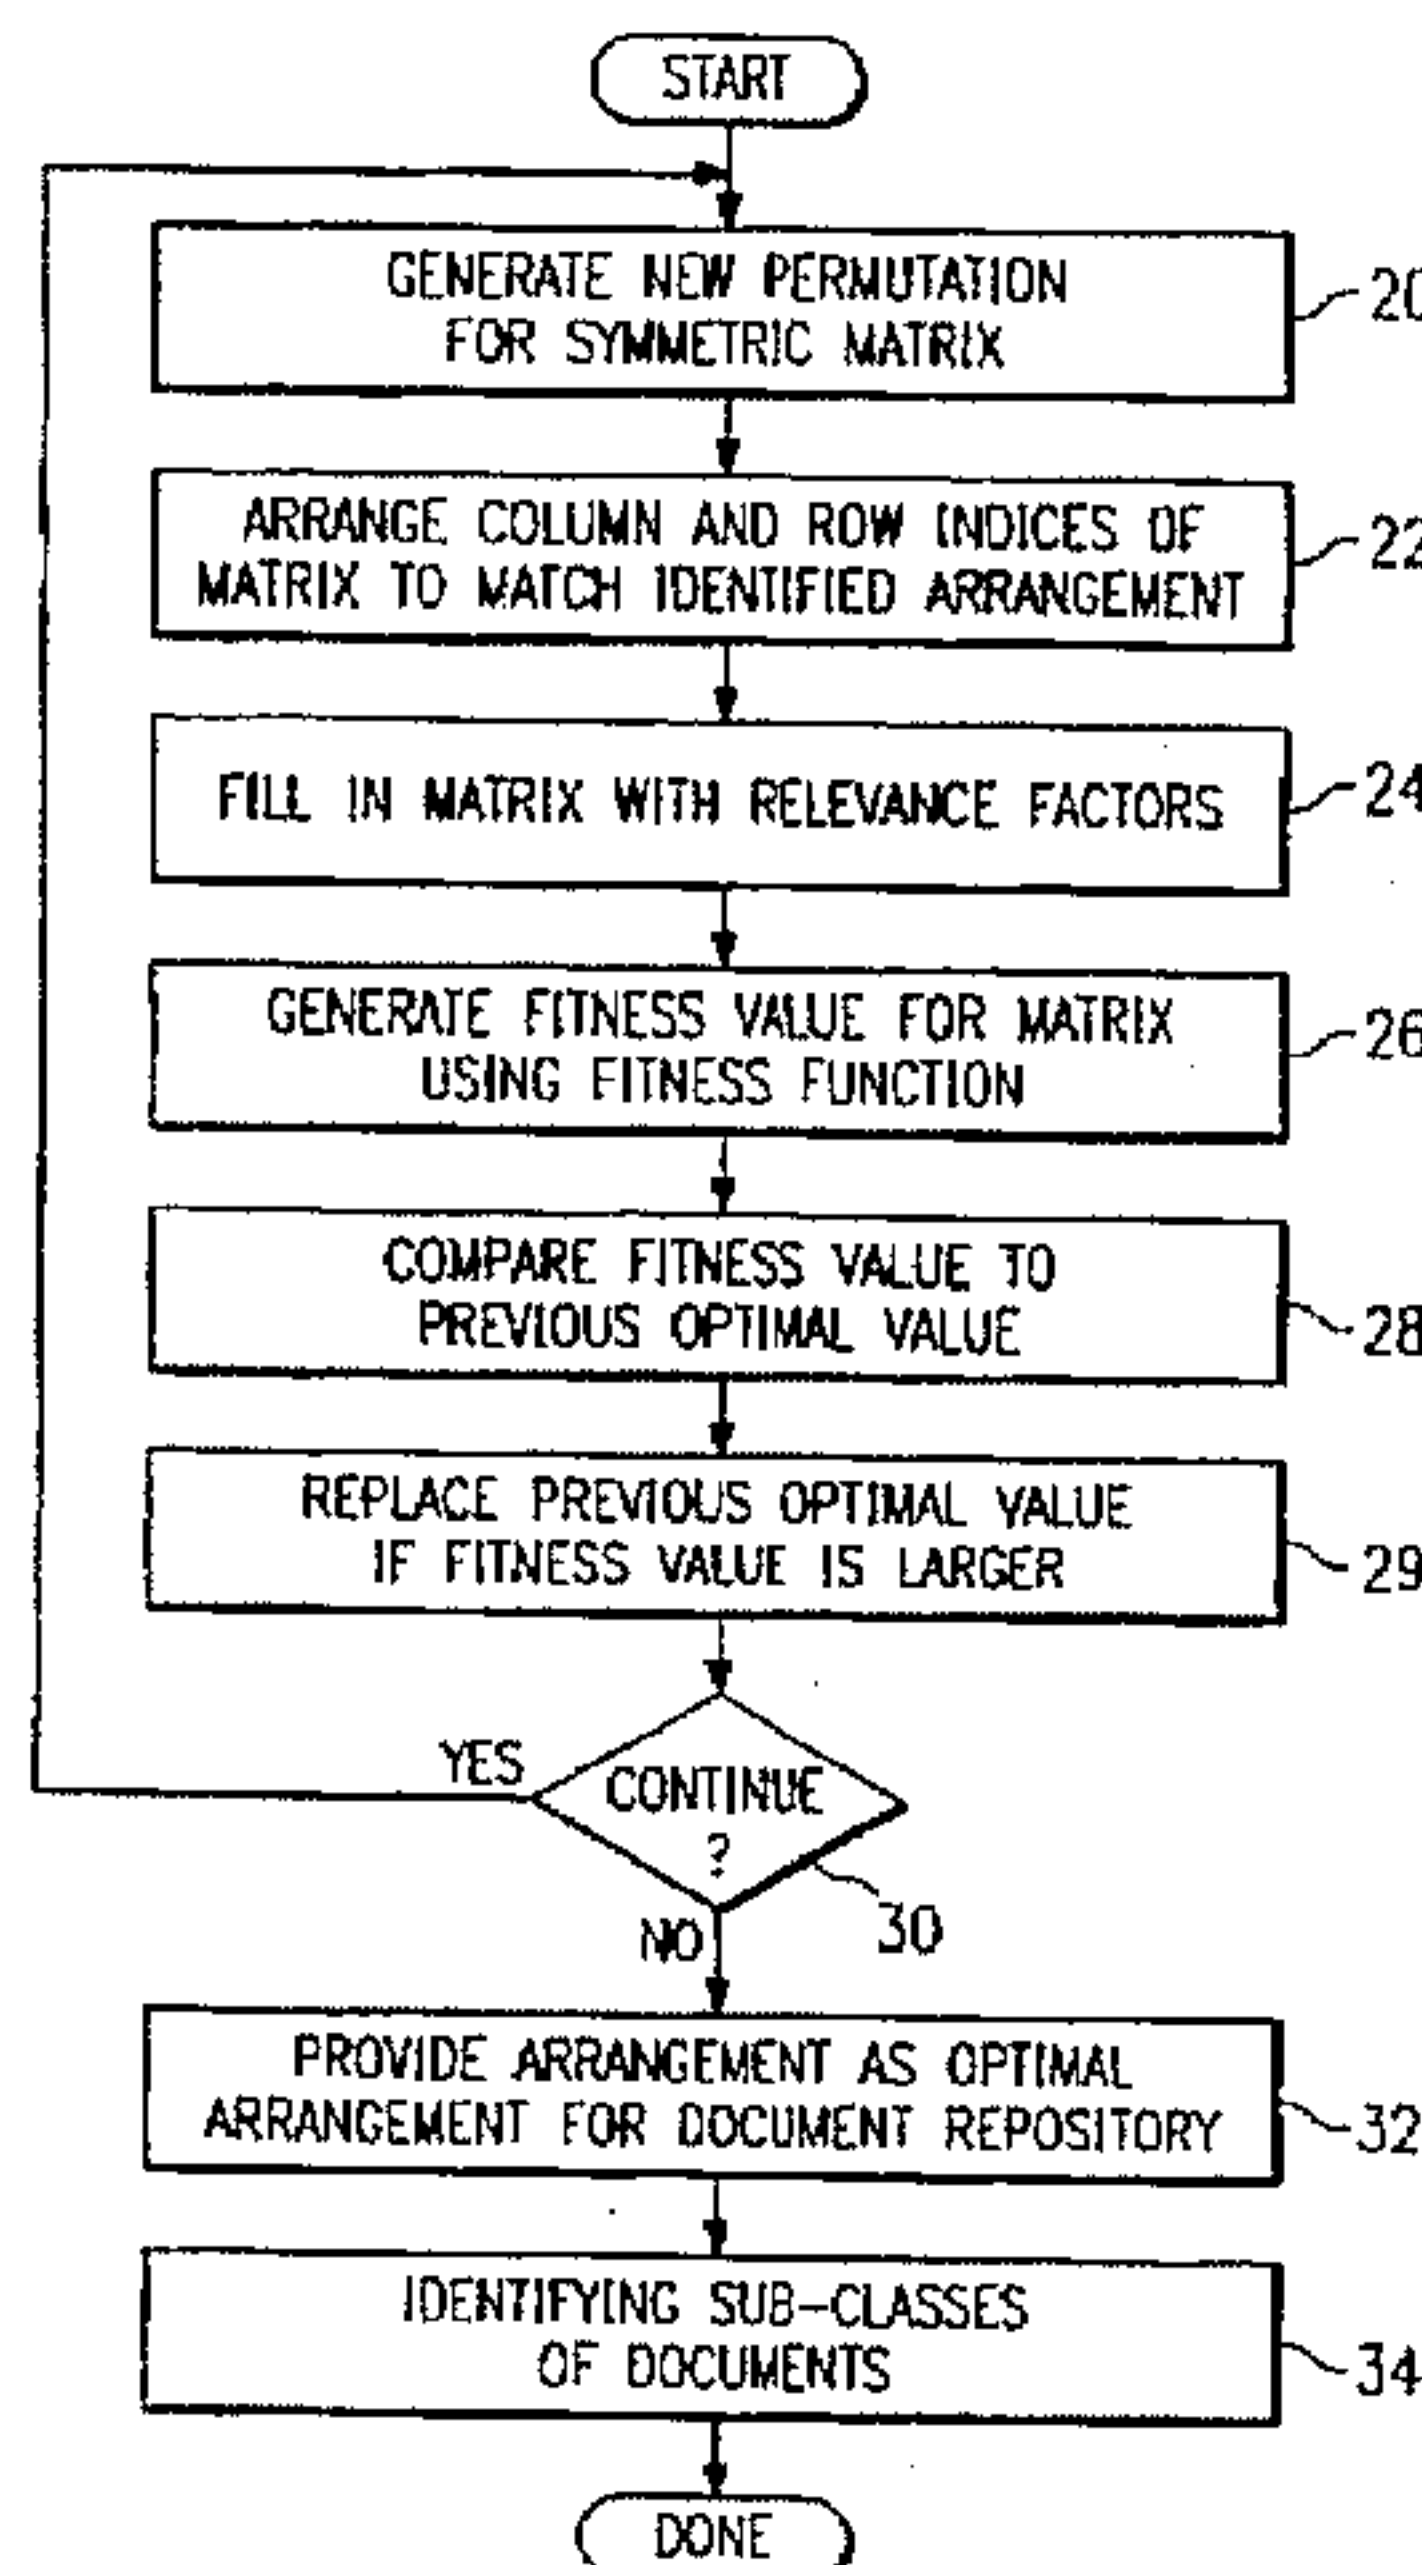 START
GENERATE NEW PERMUTATION
FOR SYMMETRIC MATRIX
20
ARRANGE COLUMN AND ROW INDICES OF
MATRIX TO MATCH IDENTIFIED ARRANGEMENT
22
FILL IN MATRIX WITH RELEVANCE FACTORS
24
GENERATE FITNESS VALUE FOR MATRIX
USING FITNESS FUNCTION
26
COMPARE FITNESS VALUE TO
PREVIOUS OPTIMAL VALUE
28
REPLACE PREVIOUS OPTIMAL VALUE
IF FITNESS VALUE IS LARGER
29
YES
CONTINUE
?
30
NO
PROVIDE ARRANGEMENT AS OPTIMAL
ARRANGEMENT FOR DOCUMENT REPOSITORY
32
IDENTIFYING SUB-CLASSES
OF DOCUMENTS
34
DONE